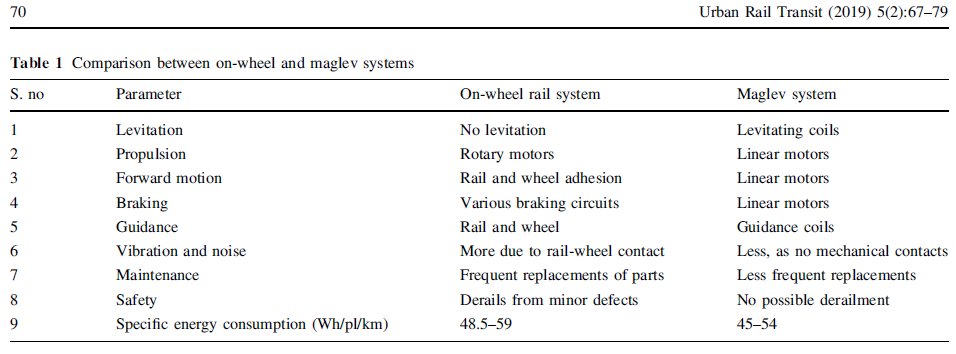 70 Urban Rail Transit (2019) 5(2):67–79
Table 1 Comparison between on-wheel and maglev systems
S. no Parameter On-wheel rail system Maglev system
1 Levitation No levitation Levitating coils
2 Propulsion Rotary motors Linear motors
3 Forward motion Rail and wheel adhesion Linear motors
4 Braking Various braking circuits Linear motors
5 Guidance Rail and wheel Guidance coils
6 Vibration and noise More due to rail-wheel contact Less, as no mechanical contacts
7 Maintenance Frequent replacements of parts Less frequent replacements
8 Safety Derails from minor defects No possible derailment
9 Specific energy consumption (Wh/pl/km) 48.5–59 45–54